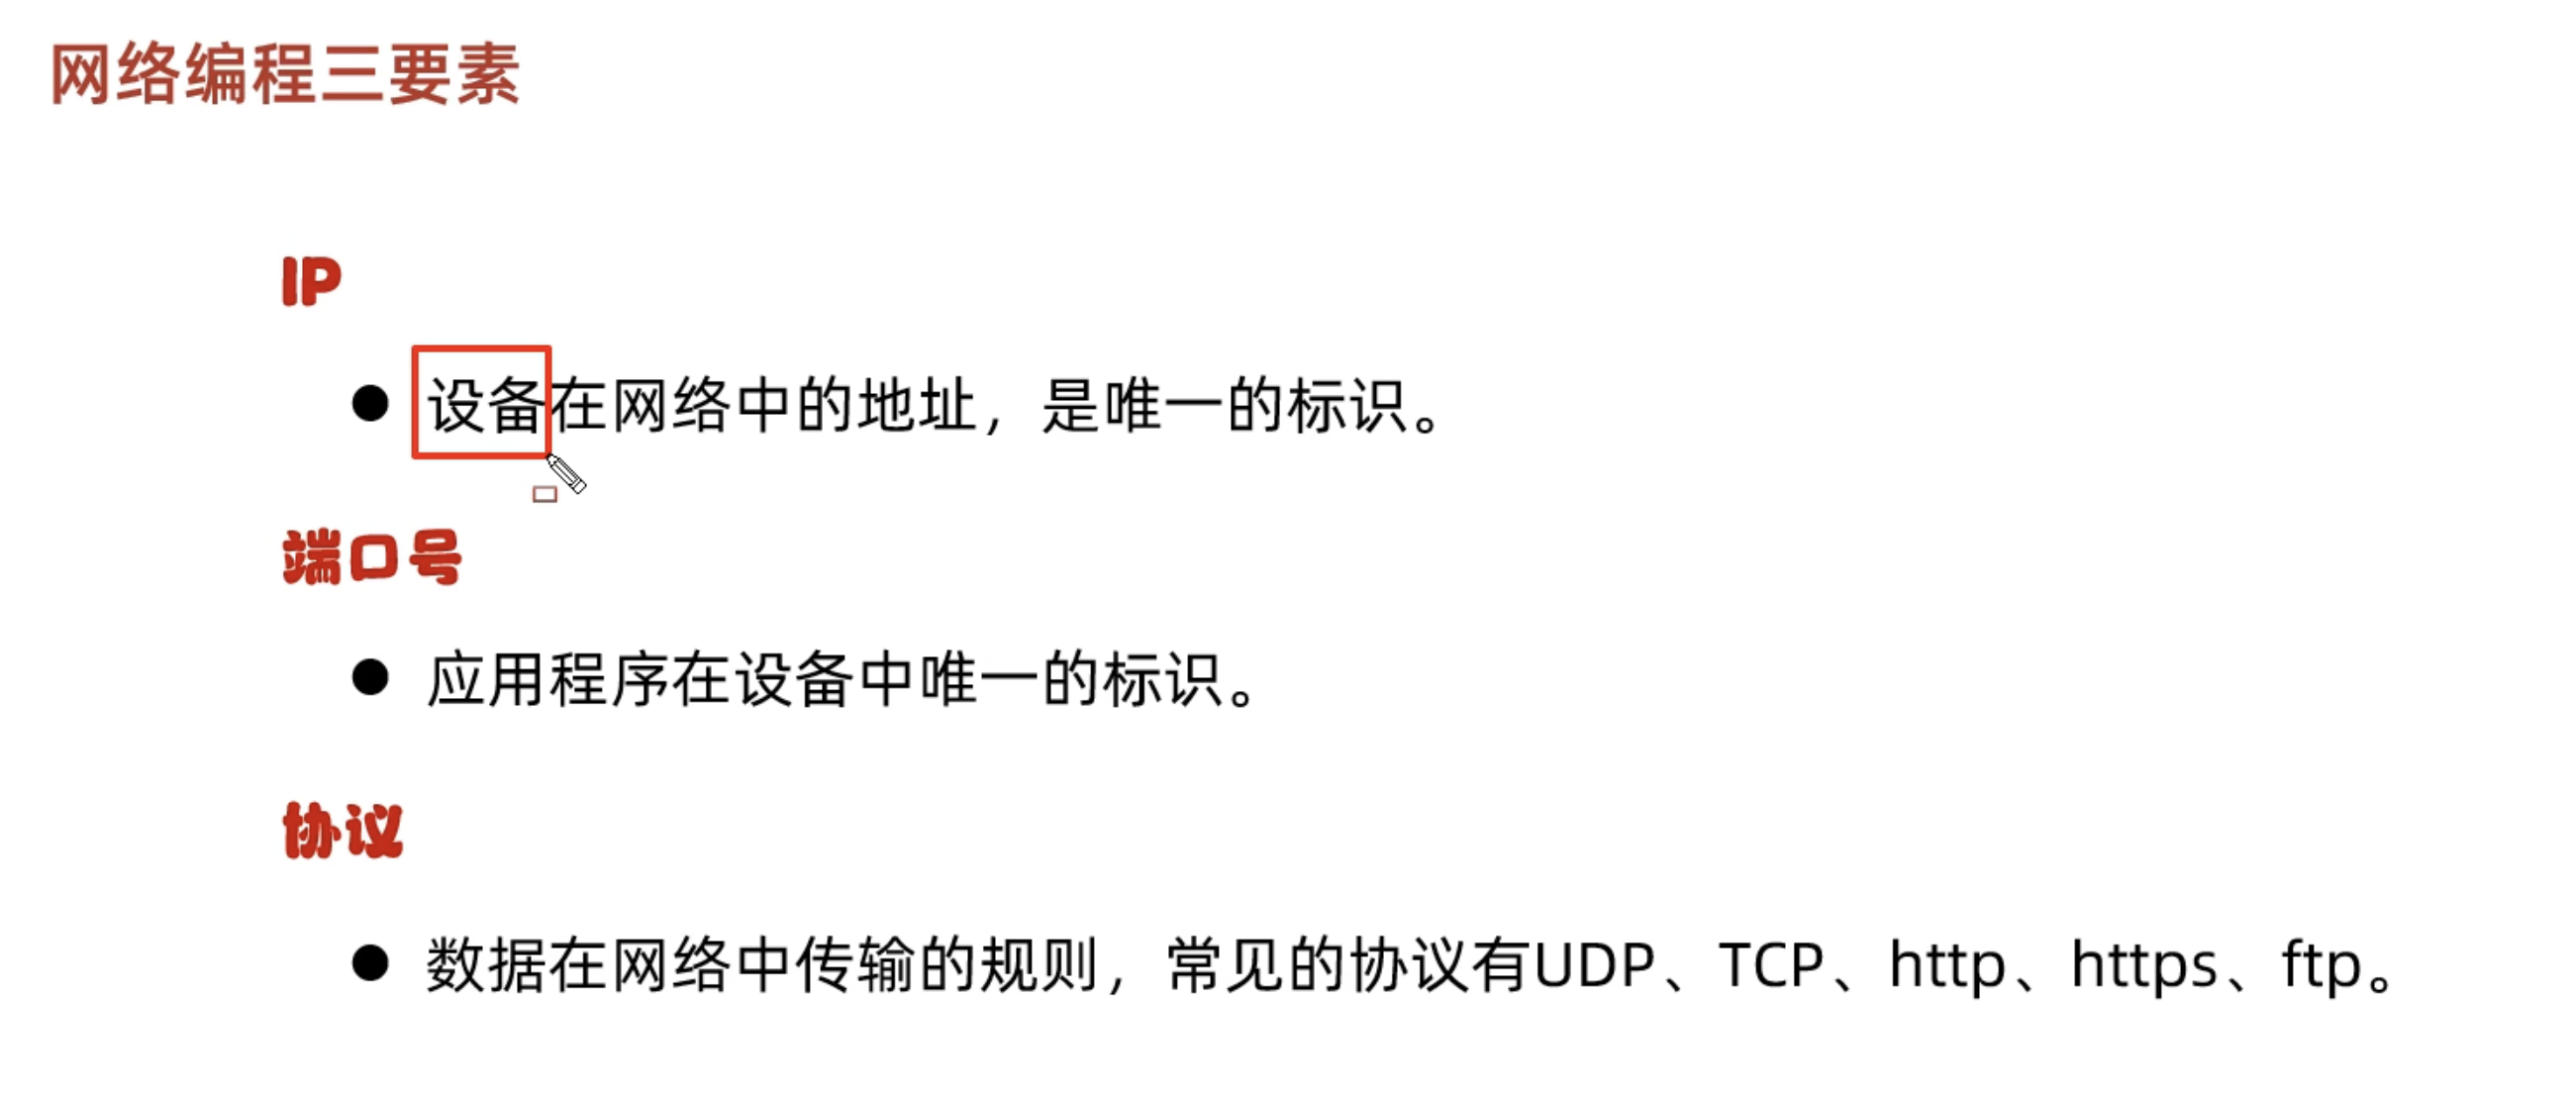 网络编程三要素
IP
● 设备在网络中的地址，是唯一的标识。
端口号
● 应用程序在设备中唯一的标识。
协议
● 数据在网络中传输的规则，常见的协议有UDP、TCP、http、https、ftp。